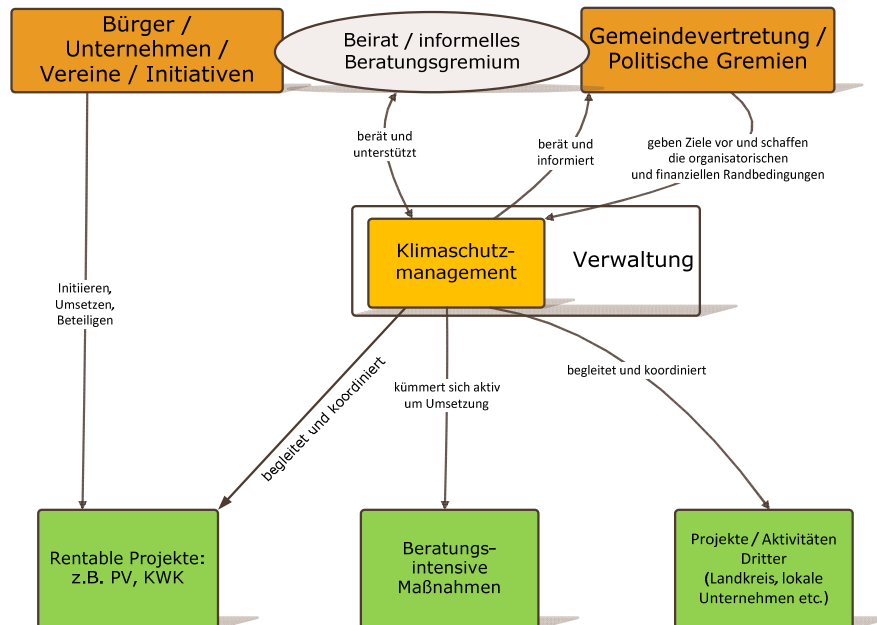 Bürger /
Unternehmen /
Vereine / Initiativen
Beirat / informelles
Beratungsgremium
Gemeindevertretung /
Politische Gremien
berät und
unterstützt
berät und
informiert
geben Ziele vor und schaffen
die organisatorischen
und finanziellen Randbedingungen
Klimaschutz-
management
Verwaltung
Initiieren,
Umsetzen,
Beteiligen
begleitet und koordiniert
kümmert sich aktiv
um Umsetzung
begleitet und koordiniert
Rentable Projekte:
z.B. PV, KWK
Beratungs-
intensive
Maßnahmen
Projekte / Aktivitäten
Dritter
(Landkreis, lokale
Unternehmen etc.)